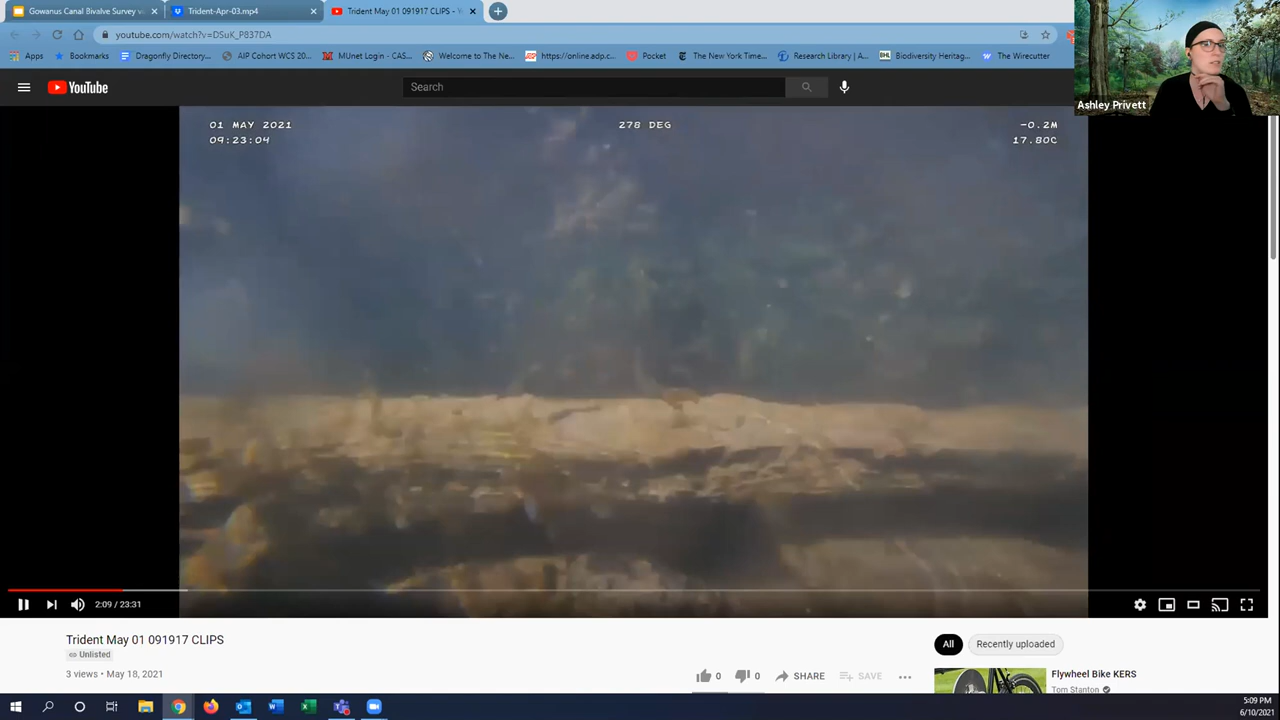 Gowanus Canal Bivalve Survey v
Trident-Apr-03.mp4
Trident May 01 091917 CLIPS - Y
youtube.com/watch?v=DSuK_P837DA
Apps
Bookmarks
Dragonfly Directory...
AIP Cohort WCS 20...
MUnet Login - CAS...
Welcome to The Ne...
https://online.adp.c...
Pocket
The New York Time...
Research Library | A...
Biodiversity Heritag...
The Wirecutter
Ashley Privett
YouTube
Search
01 MAY 2021
09:23:04
278 DEG
-0.2M
17.80C
2:09 / 23:31
Trident May 01 091917 CLIPS
Unlisted
3 views • May 18, 2021
0
0
SHARE
SAVE
All
Recently uploaded
Flywheel Bike KERS
Tom Stanton
5:09 PM
6/10/2021